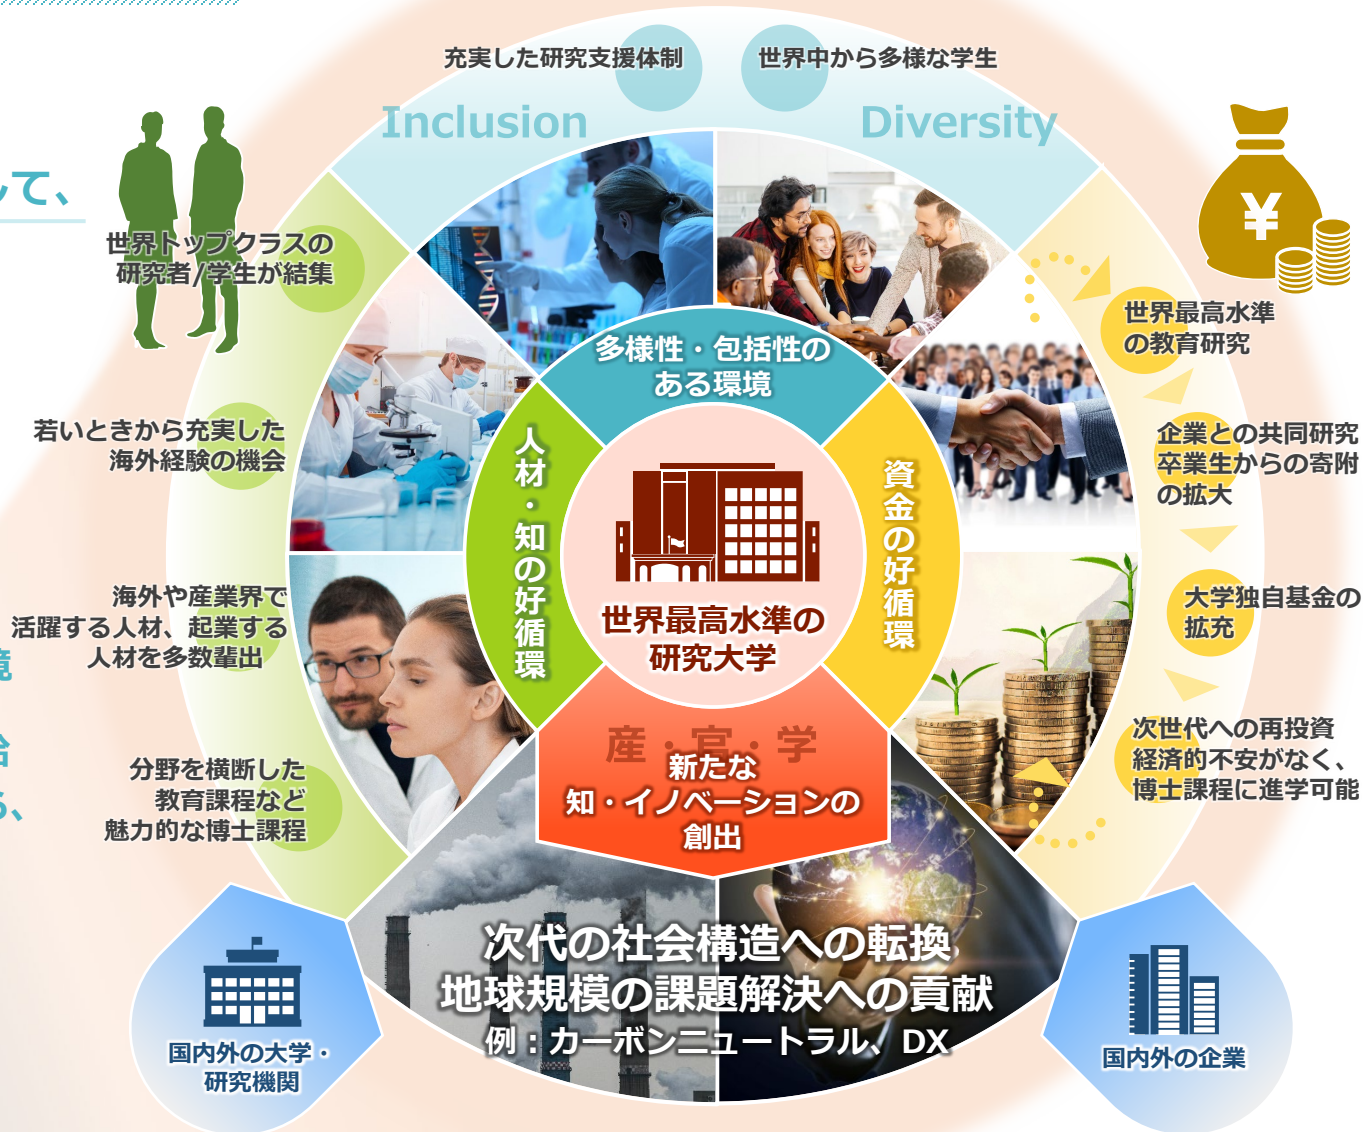 充実した研究支援体制
世界中から多様な学生
Inclusion
Diversity
して、
世界トップクラスの
研究者/学生が結集
若いときから充実した
海外経験の機会
海外や産業界で
活躍する人材、起業する
人材を多数輩出
分野を横断した
教育課程など
魅力的な博士課程
境
、
多様性・包括性の
ある環境
人材・知の好循環
資金の好循環
世界最高水準の
研究大学
産・官・学
新たな
知・イノベーションの
創出
¥
世界最高水準
の教育研究
企業との共同研究
卒業生からの寄附
の拡大
大学独自基金の
拡充
次世代への再投資
経済的不安がなく、
博士課程に進学可能
次代の社会構造への転換
地球規模の課題解決への貢献
例：カーボンニュートラル、DX
国内外の大学・
研究機関
国内外の企業